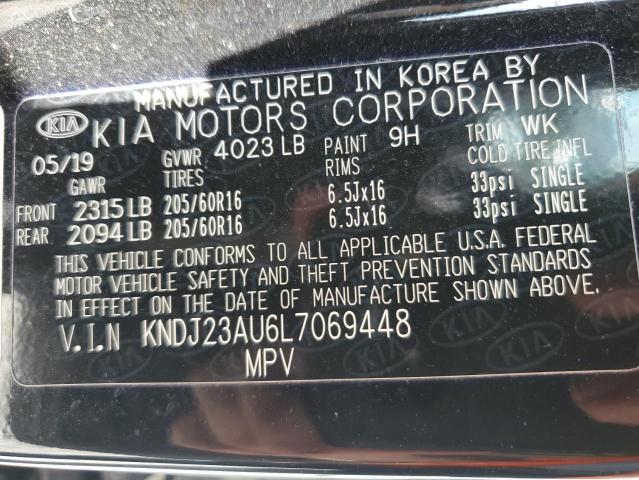 MANUFACTURED IN KOREA BY
KIA KIA MOTORS CORPORATION
05/19 GVWR 4023 LB PAINT 9H TRIM WK
GAWR TIRES RIMS COLD TIRE INFL
FRONT 2315 LB 205/60R16 6.5Jx16 33psi SINGLE
REAR 2094 LB 205/60R16 6.5Jx16 33psi SINGLE
THIS VEHICLE CONFORMS TO ALL APPLICABLE U.S.A. FEDERAL
MOTOR VEHICLE SAFETY AND THEFT PREVENTION STANDARDS
IN EFFECT ON THE DATE OF MANUFACTURE SHOWN ABOVE.
V.I.N KNDJ23AU6L7069448
MPV